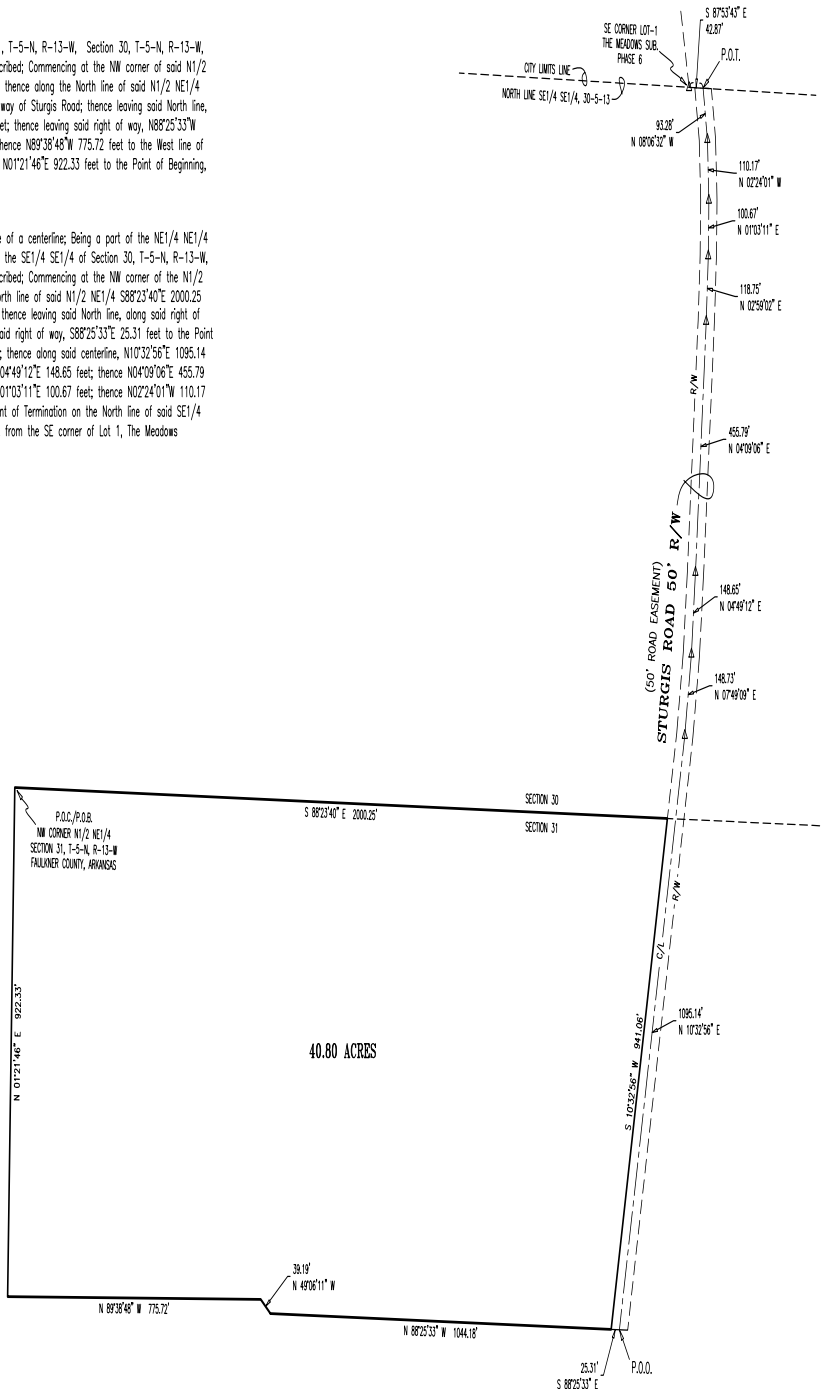 , T-5-N, R-13-W, Section 30, T-5-N, R-13-W,
cribed; Commencing at the NW corner of said N1/2
thence along the North line of said N1/2 NE1/4
way of Sturgis Road; thence leaving said North line,
et; thence leaving said right of way, N88°25'33"W
hence N89°38'48"W 775.72 feet to the West line of
N01°21'46"E 922.33 feet to the Point of Beginning,
e of a centerline; Being a part of the NE1/4 NE1/4
the SE1/4 SE1/4 of Section 30, T-5-N, R-13-W,
cribed; Commencing at the NW corner of the N1/2
orth line of said N1/2 NE1/4 S88°23'40"E 2000.25
thence leaving said North line, along said right of
aid right of way, S88°25'33"E 25.31 feet to the Point
; thence along said centerline, N10°32'56"E 1095.14
04°49'12"E 148.65 feet; thence N04°09'06"E 455.79
01°03'11"E 100.67 feet; thence N02°24'01"W 110.17
nt of Termination on the North line of said SE1/4
from the SE corner of Lot 1, The Meadows
S 87°53'43" E
42.87'
SE CORNER LOT-1
THE MEADOWS SUB.
PHASE 6
P.O.T.
CITY LIMITS LINE
NORTH LINE SE1/4 SE1/4, 30-5-13
93.28'
N 08°06'32" W
110.17'
N 02°24'01" W
100.67'
N 01°03'11" E
118.75'
N 02°59'02" E
R/W
455.79'
N 04°09'06" E
(50' ROAD EASEMENT)
STURGIS ROAD 50' R/W
148.65'
N 04°49'12" E
148.73'
N 07°49'09" E
SECTION 30
S 88°23'40" E 2000.25'
SECTION 31
P.O.C./P.O.B.
NW CORNER N1/2 NE1/4
SECTION 31, T-5-N, R-13-W
FAULKNER COUNTY, ARKANSAS
R/W
C/L
N 01°21'46" E 922.33'
40.80 ACRES
S 10°32'56" W 941.06'
1095.14'
N 10°32'56" E
39.19'
N 49°06'11" W
N 89°38'48" W 775.72'
N 88°25'33" W 1044.18'
25.31'
S 88°25'33" E
P.O.O.